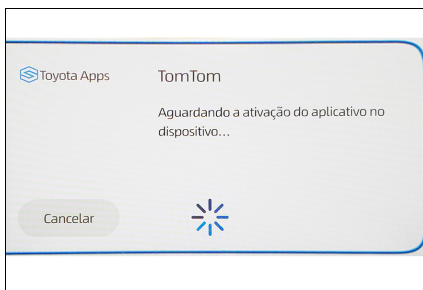 Toyota Apps
TomTom
Aguardando a ativação do aplicativo no
dispositivo...
Cancelar